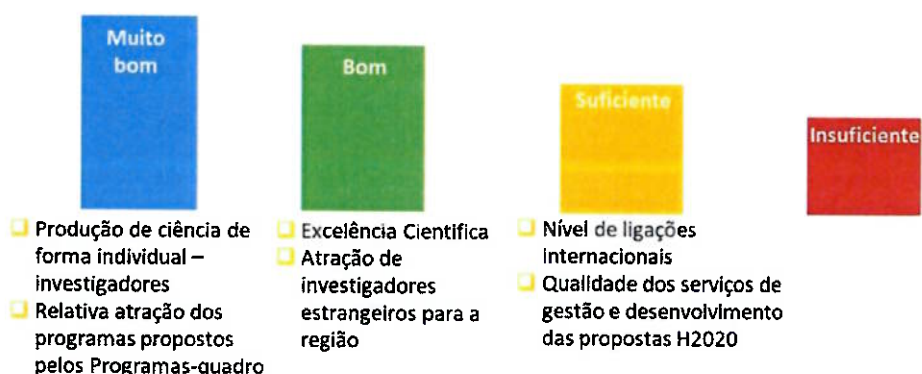 Muito
bom
Bom
Suficiente
Insuficiente
Produção de ciência de
forma individual –
investigadores
Relativa atração dos
programas propostos
pelos Programas-quadro
Excelência Cientifica
Atração de
investigadores
estrangeiros para a
região
Nível de ligações
internacionais
Qualidade dos serviços de
gestão e desenvolvimento
das propostas H2020